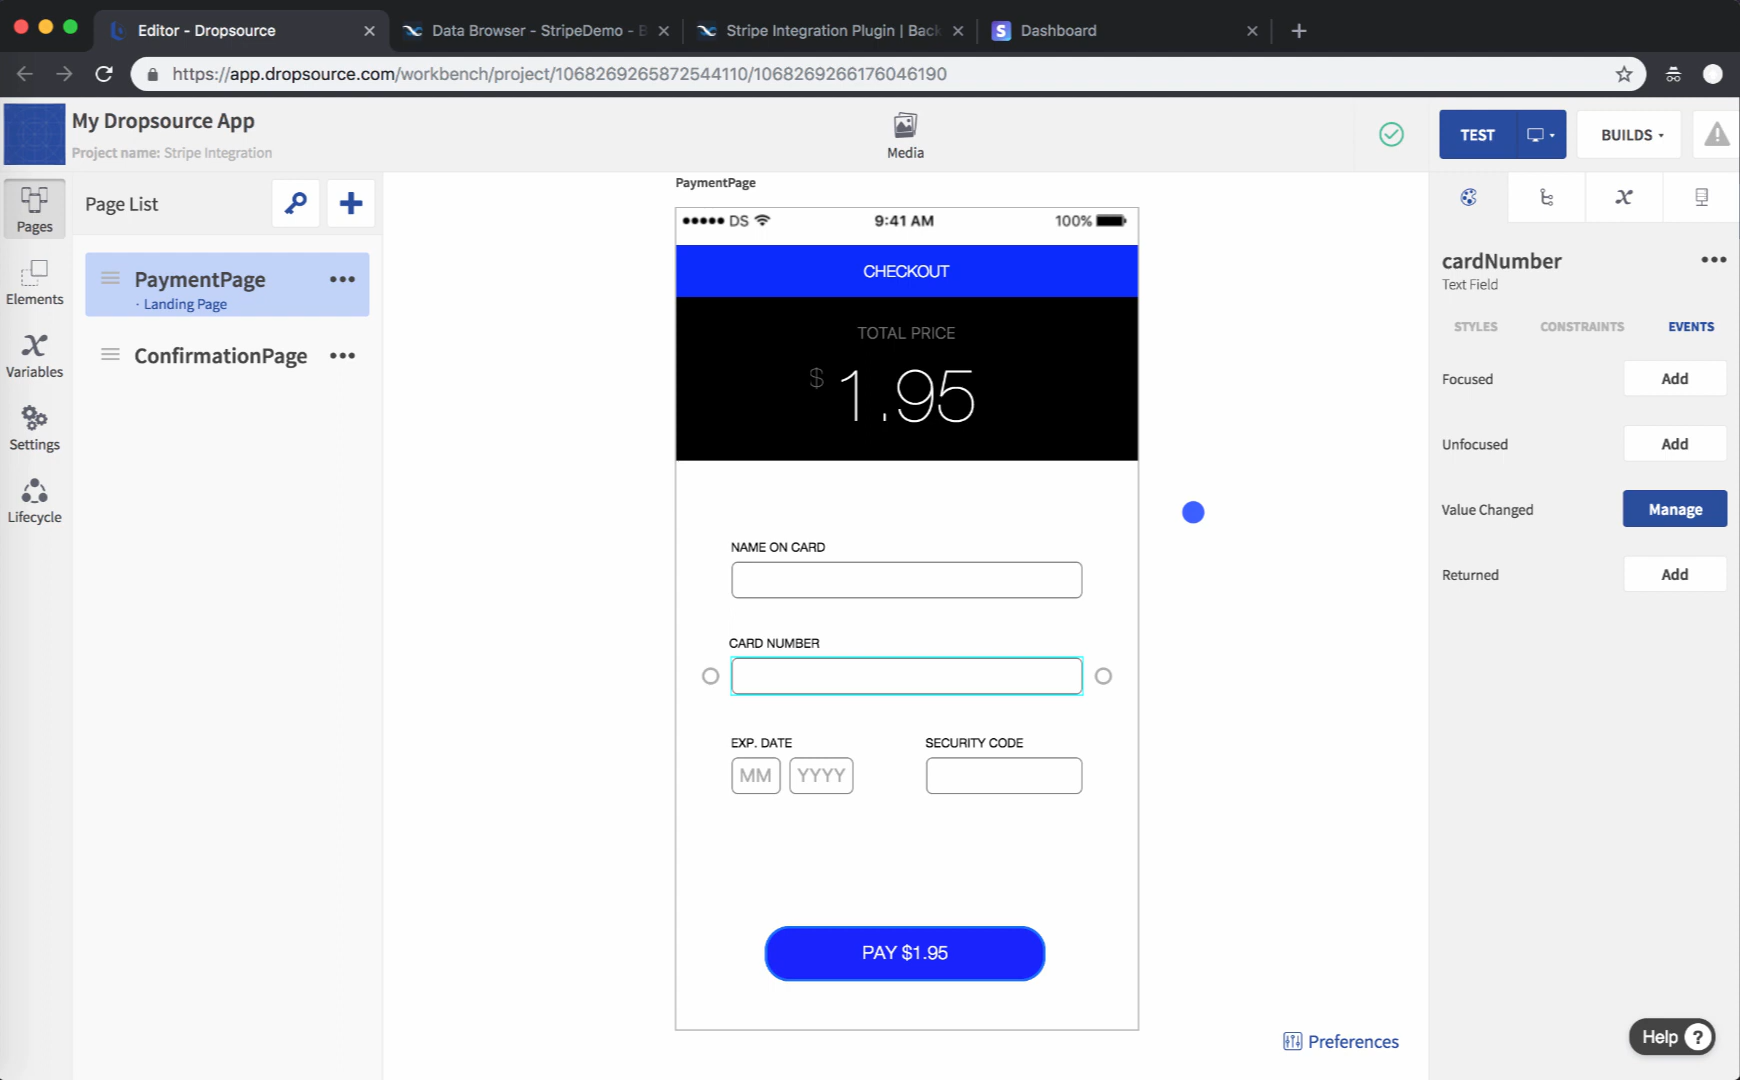 Editor - Dropsource
Data Browser - StripeDemo - B
Stripe Integration Plugin | Back
S Dashboard
https://app.dropsource.com/workbench/project/1068269265872544110/1068269266176046190
My Dropsource App
Project name: Stripe Integration
Media
TEST
BUILDS
Pages
Elements
Variables
Settings
Lifecycle
Page List
PaymentPage
· Landing Page
ConfirmationPage
PaymentPage
DS
9:41 AM
100%
CHECKOUT
TOTAL PRICE
$ 1.95
NAME ON CARD
CARD NUMBER
EXP. DATE
SECURITY CODE
MM
YYYY
PAY $1.95
Preferences
cardNumber
Text Field
STYLES
CONSTRAINTS
EVENTS
Focused
Add
Unfocused
Add
Value Changed
Manage
Returned
Add
Help ?